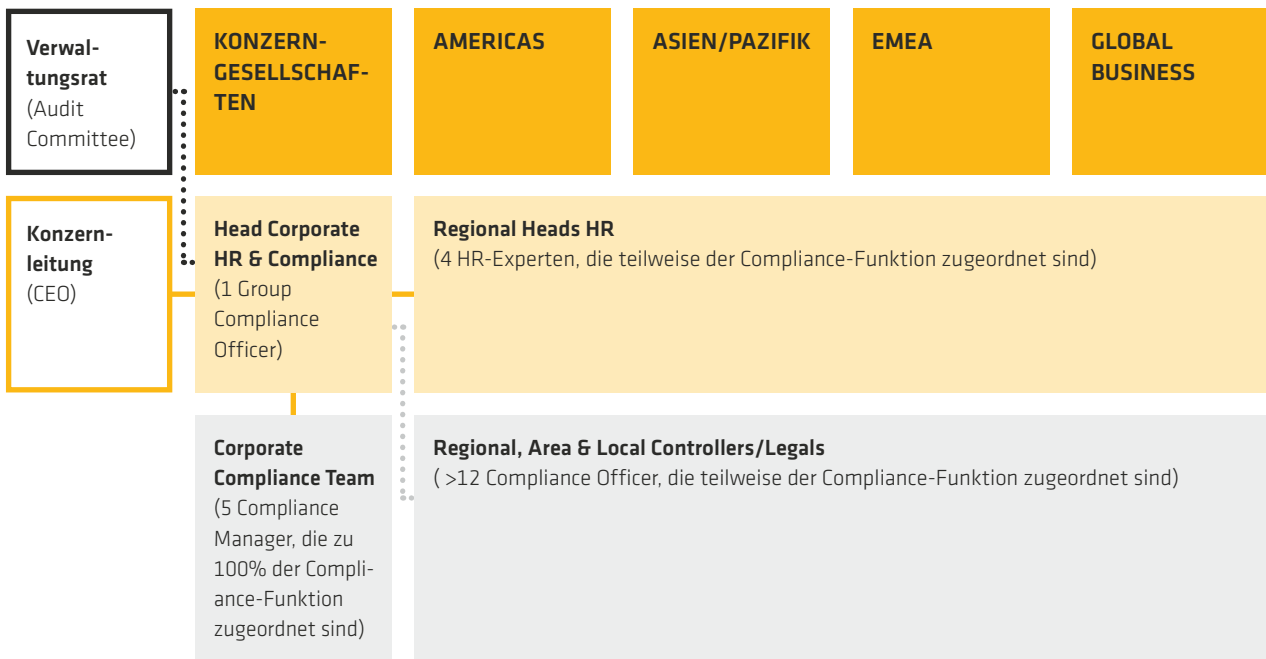 Verwal-
tungsrat
(Audit
Committee)
KONZERN-
GESELLSCHAF-
TEN
AMERICAS
ASIEN/PAZIFIK
EMEA
GLOBAL
BUSINESS
Konzern-
leitung
(CEO)
Head Corporate
HR & Compliance
(1 Group
Compliance
Officer)
Regional Heads HR
(4 HR-Experten, die teilweise der Compliance-Funktion zugeordnet sind)
Corporate
Compliance Team
(5 Compliance
Manager, die zu
100% der Compli-
ance-Funktion
zugeordnet sind)
Regional, Area & Local Controllers/Legals
( >12 Compliance Officer, die teilweise der Compliance-Funktion zugeordnet sind)